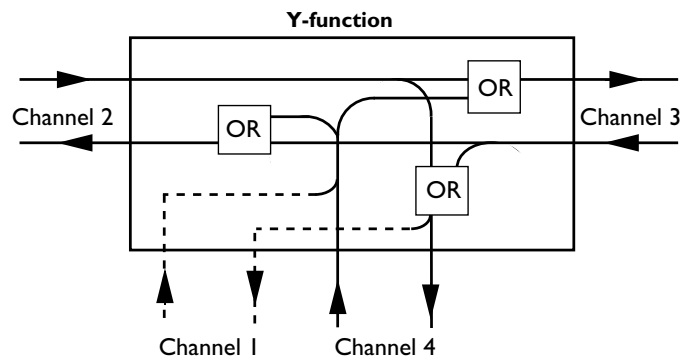 Y-function
OR
Channel 2
OR
Channel 3
OR
Channel 1
Channel 4